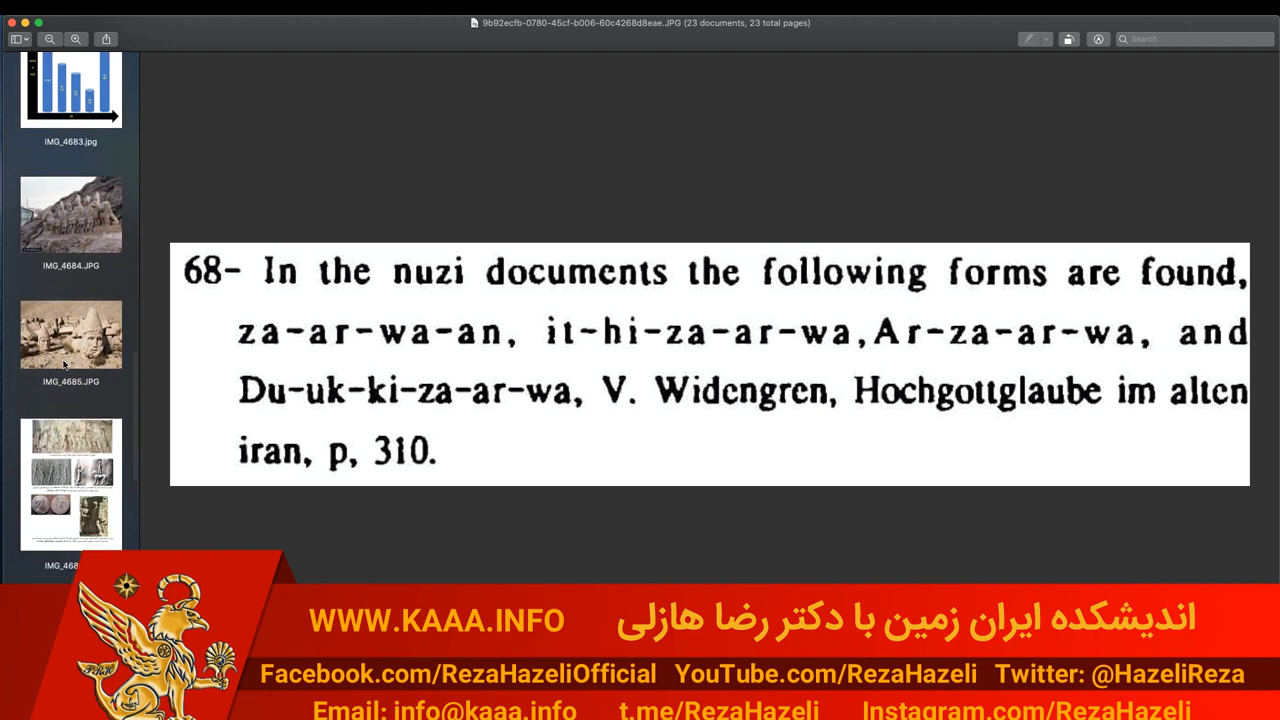 9b92ecfb-0780-45cf-b006-60c4268d8eae.JPG (23 documents, 23 total pages)
Search
IMG_4683.jpg
IMG_4684.JPG
IMG_4685.JPG
IMG_468
68- In the nuzi documents the following forms are found,
za-ar-wa-an, it-hi-za-ar-wa, Ar-za-ar-wa, and
Du-uk-ki-za-ar-wa, V. Widengren, Hochgottglaube im alten
iran, p, 310.
WWW.KAAA.INFO اندیشکده ایران زمین با دکتر رضا هازلی
Facebook.com/RezaHazeliOfficial YouTube.com/RezaHazeli Twitter: @HazeliReza
Email: info@kaaa.info t.me/RezaHazeli Instagram.com/RezaHazeli